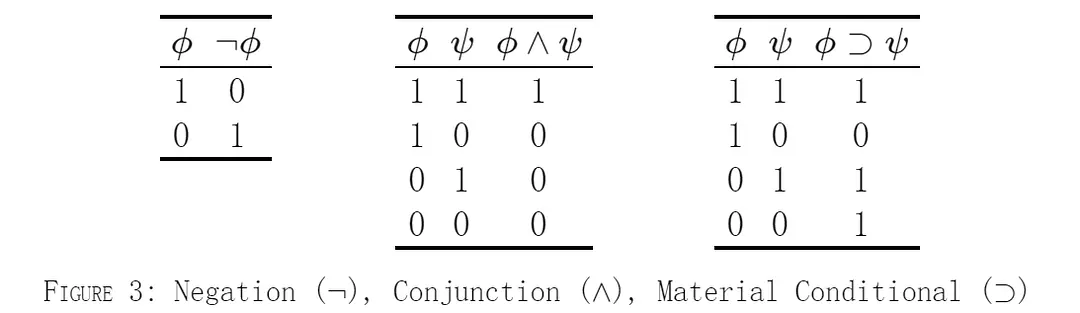 ϕ ¬ϕ ϕ ψ ϕ ∧ ψ ϕ ψ ϕ ⊃ ψ
1 0 1 1 1 1 1 1
0 1 1 0 0 1 0 0
0 1 0 0 1 1
0 0 0 0 0 1
FIGURE 3: Negation (¬), Conjunction (∧), Material Conditional (⊃)